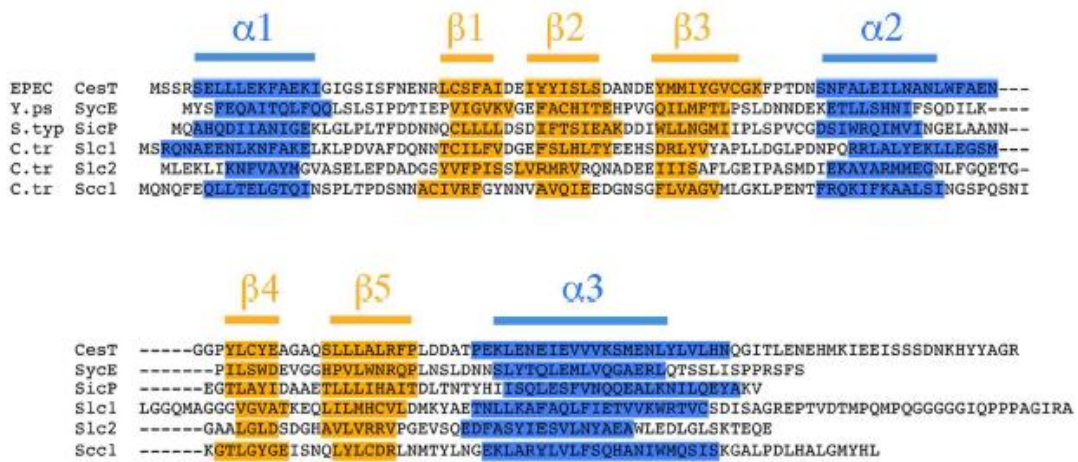 α1 β1 β2 β3 α2
EPEC CesT MSSRSELLLEKFAEKIGIGSISFNENRLCSFAIDEIYYISLSDANDEYMMIYGVCGKFPTDNSNFALEILNANLWFAEN---
Y.ps SycE MYSFEQAITQLFQQLSLSIPDTIEPVIGVKVGEFACHITEHPVGQILMFTLPSLDNNDEKETLLSHNIFSQDILK----
S.typ SicP MQAHQDIIANIGEKLGLPLTFDDNNQCLLLLDSDIFTSIEAKDDIWLLNGMIIPLSPVCGDSIWRQIMVINGELAANN--
C.tr Slc1 MSRQNAEENLKNFAKELKLPDVAFDQNNTCILFVDGEFSLHLTYEEHSDRLYVYAPLLDGLPDNPQRRLALYEKLLEGSM---
C.tr Slc2 MLEKLIKNFVAYMGVASELEFDADGSYVFPISSLVRMRVRQNADEEIIISAFLGEIPASMDIEKAYARMMEGNLFGQETG-
C.tr Scc1 MQNQFEQLLTELGTQINSPLTPDSNNACIVRFGYNNVAVQIEEDGNSGFLVAGVMLGKLPENTFRQKIFKAALSINGSPQSNI
β4 β5 α3
CesT -----GGPYLCYEAGAQSLLLALRFPLDDATPEKLENEIEVVVKSMENLYLVLHNQGITLENEHMKIEEISSSDNKHYYAGR
SycE ------PILSWDEVGGHPVLWNRQPLNSLDNNSLYTQLEMLVQGAERLQTSSLISPPRSFS
SicP ------EGTLAYIDAAETLLLIHAITDLTNTYHIISQLESFVNQQEALKNILQEYAKV
Slc1 LGGQMAGGGVGVATKEQLILMHCVLDMKYAETNLLKAFAQLFIETVVKWRTVCSDISAGREPTVDTMPQMPQGGGGGIQPPPAGIRA
Slc2 ------GAALGLDSDGHAVLVRRVPGEVSQEDFASYIESVLNYAEAWLEDLGLSKTEQE
Scc1 ------KGTLGYGEISNQLYLCDRLNMTYLNGEKLARYLVLFSQHANIWMQSISKGALPDLHALGMYHL